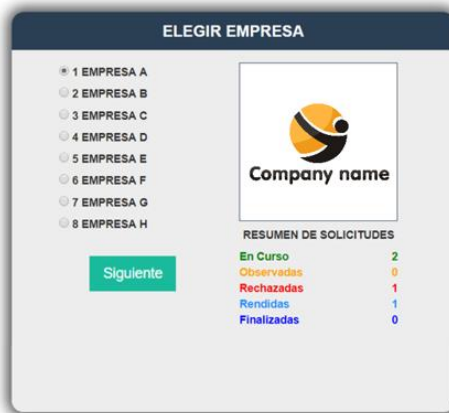 ELEGIR EMPRESA
1 EMPRESA A
2 EMPRESA B
3 EMPRESA C
4 EMPRESA D
5 EMPRESA E
6 EMPRESA F
7 EMPRESA G
8 EMPRESA H
Siguiente
Company name
RESUMEN DE SOLICITUDES
En Curso 2
Observadas 0
Rechazadas 1
Rendidas 1
Finalizadas 0